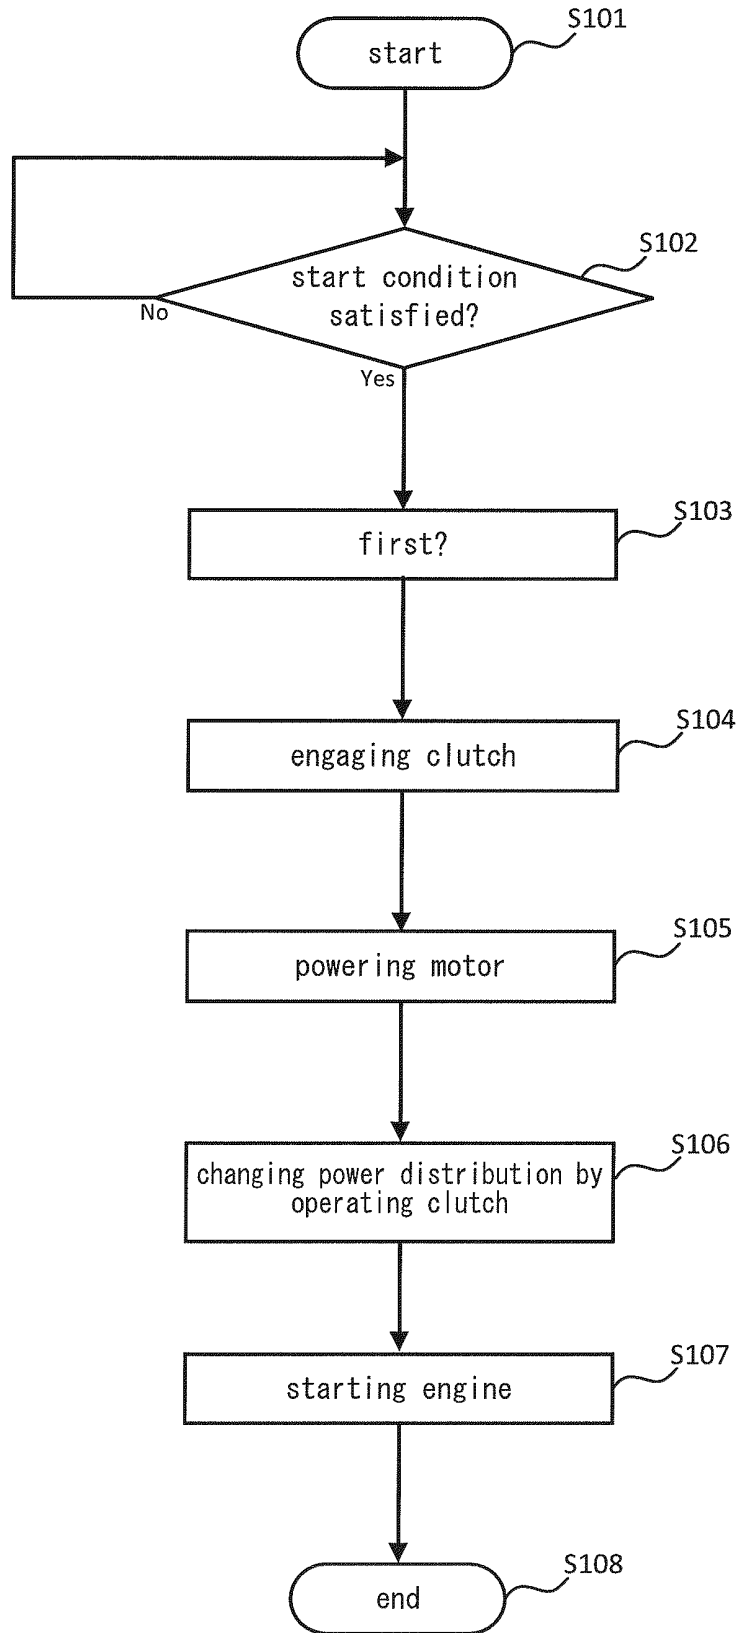 S101
start
S102
start condition
satisfied?
No
Yes
S103
first?
S104
engaging clutch
S105
powering motor
S106
changing power distribution by
operating clutch
S107
starting engine
S108
end